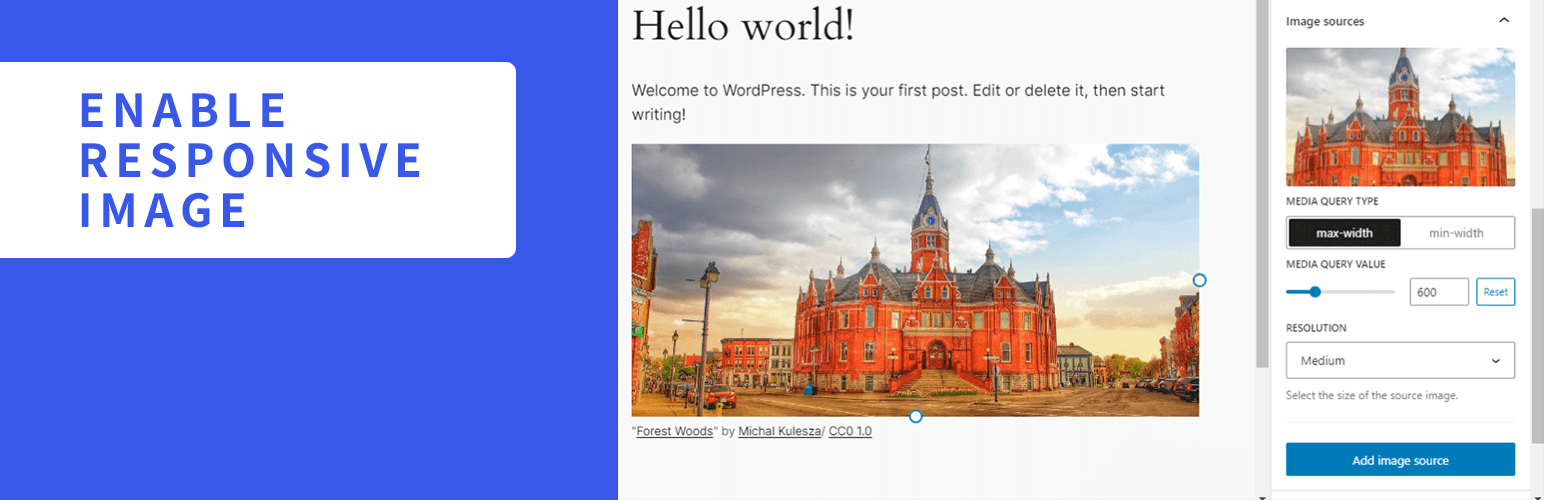 ENABLE
RESPONSIVE
IMAGE
Hello world!
Welcome to WordPress. This is your first post. Edit or delete it, then start
writing!
"Forest Woods" by Michal Kulesza/ CC0 1.0
Image sources
MEDIA QUERY TYPE
max-width min-width
MEDIA QUERY VALUE
600 Reset
RESOLUTION
Medium
Select the size of the source image.
Add image source